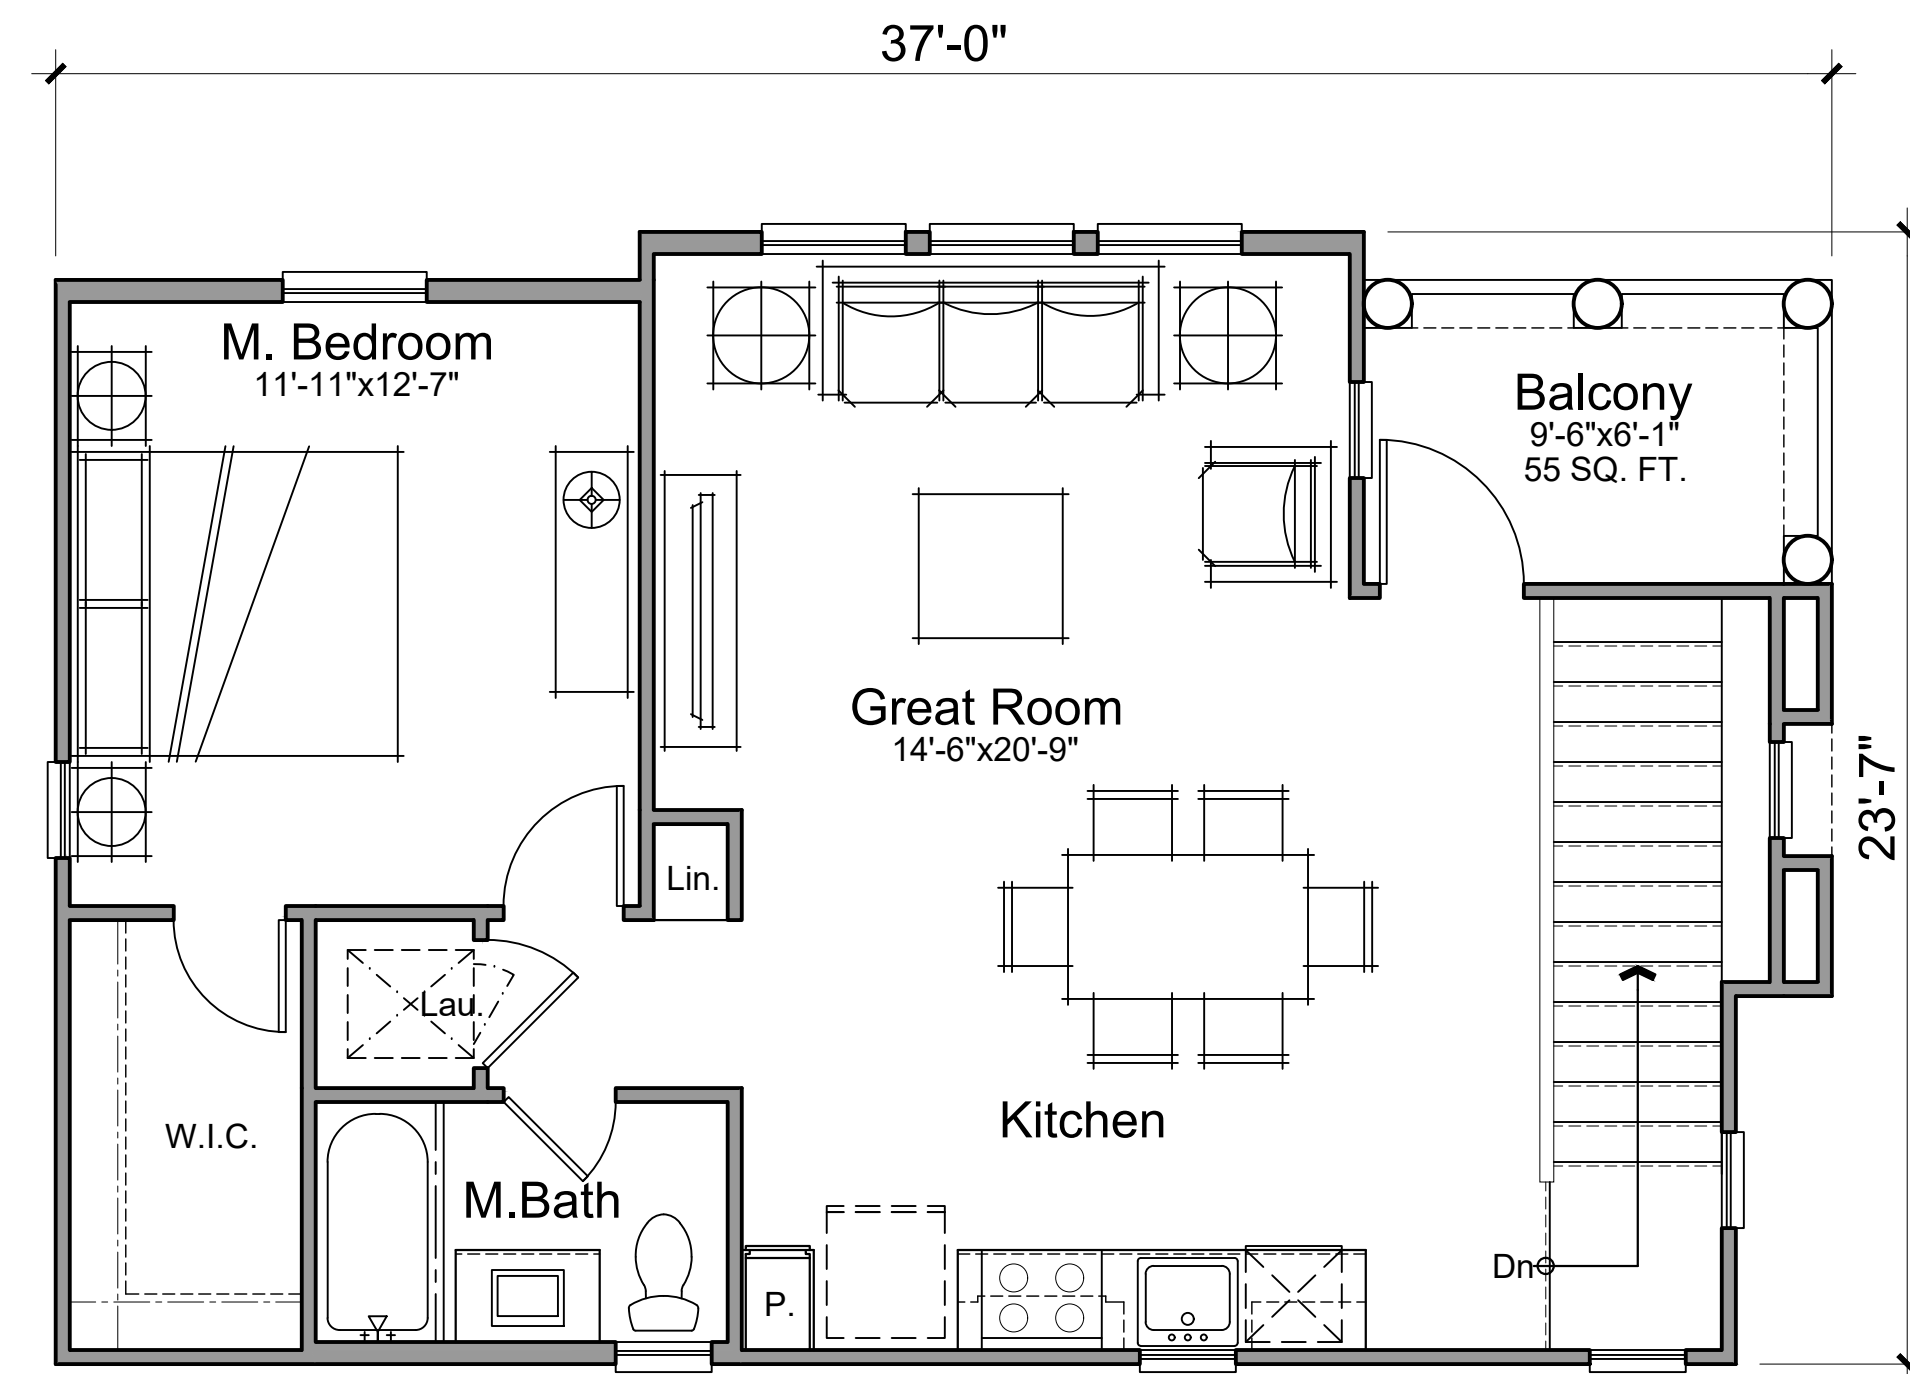 37'-0"
M. Bedroom
11'-11"x12'-7"
Balcony
9'-6"x6'-1"
55 SQ. FT.
Great Room
14'-6"x20'-9"
23'-7"
Lin.
Lau.
W.I.C.
Kitchen
M.Bath
Dn
P.